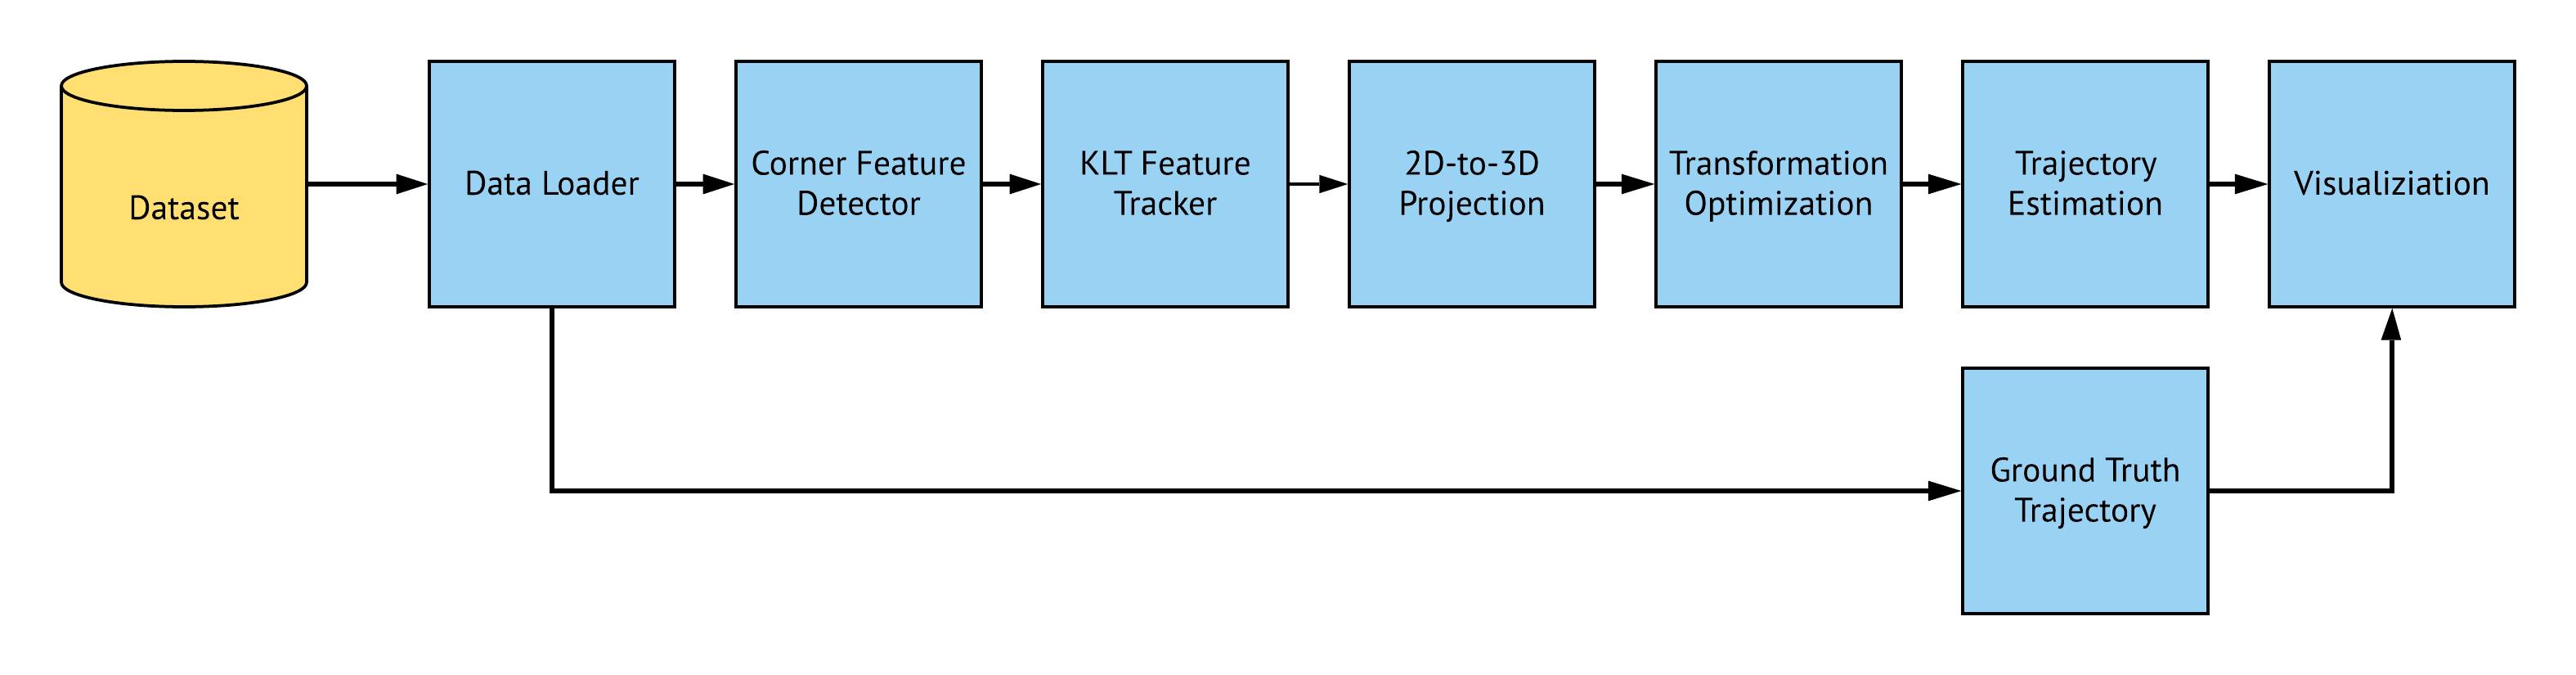 Dataset
Data Loader
Corner Feature
Detector
KLT Feature
Tracker
2D-to-3D
Projection
Transformation
Optimization
Trajectory
Estimation
Visualiziation
Ground Truth
Trajectory